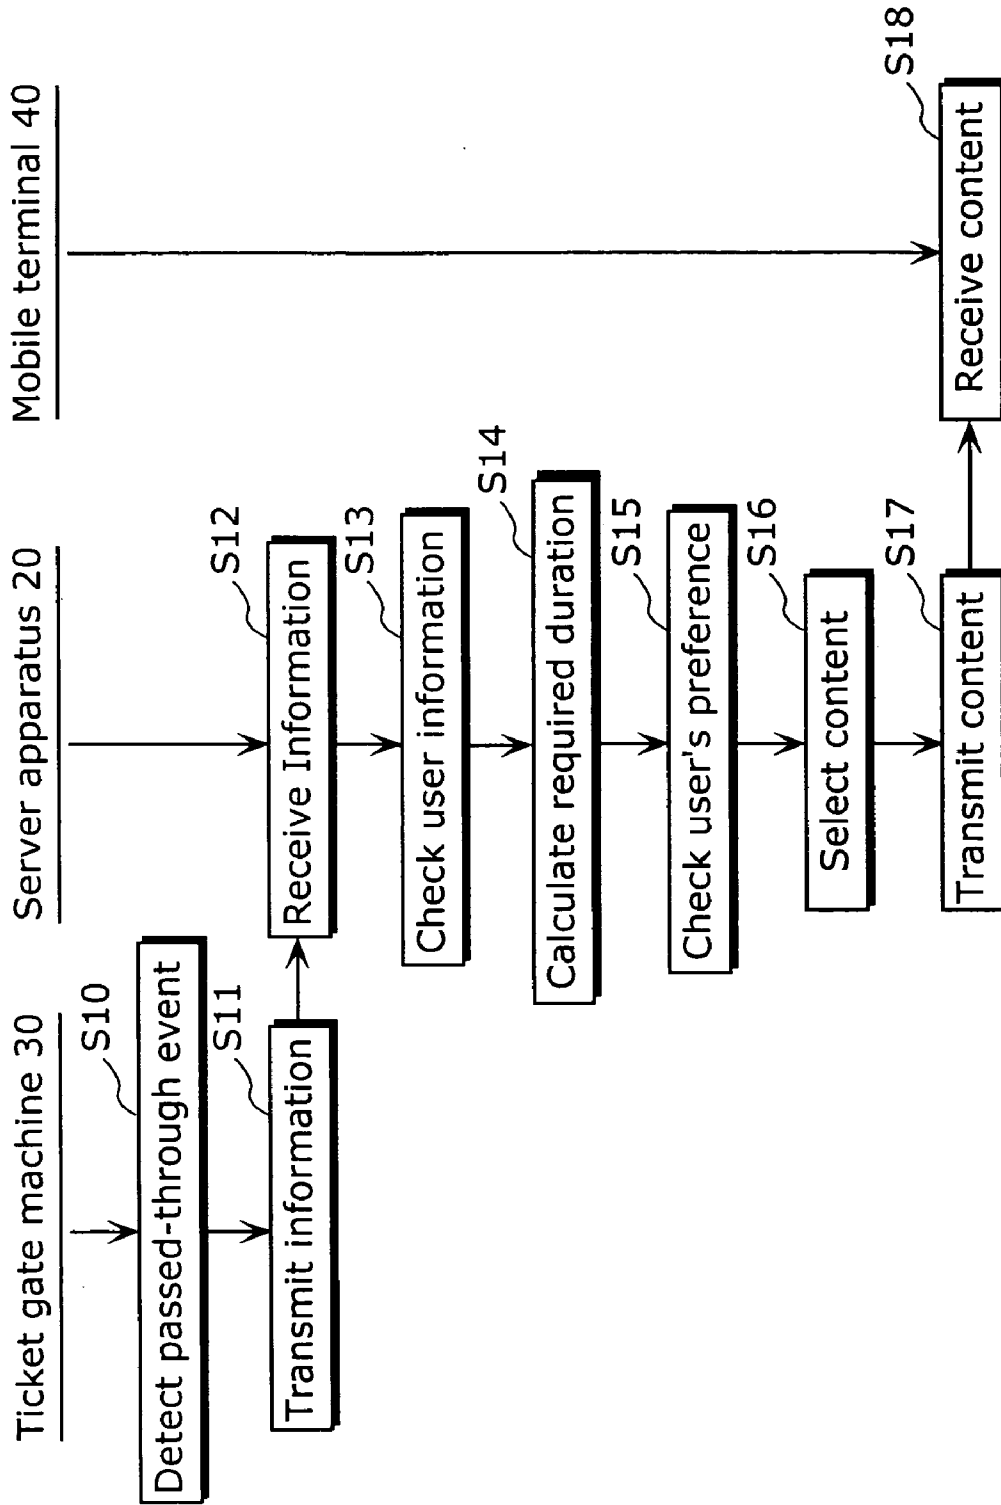 Ticket gate machine 30
Server apparatus 20
Mobile terminal 40
S10
Detect passed-through event
S11
Transmit information
S12
Receive Information
S13
Check user information
S14
Calculate required duration
S15
Check user's preference
S16
Select content
S17
Transmit content
S18
Receive content